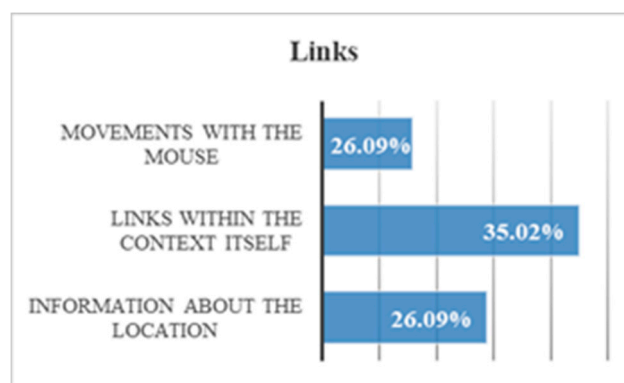 Links
MOVEMENTS WITH THE
MOUSE
26.09%
LINKS WITHIN THE
CONTEXT ITSELF
35.02%
INFORMATION ABOUT THE
LOCATION
26.09%